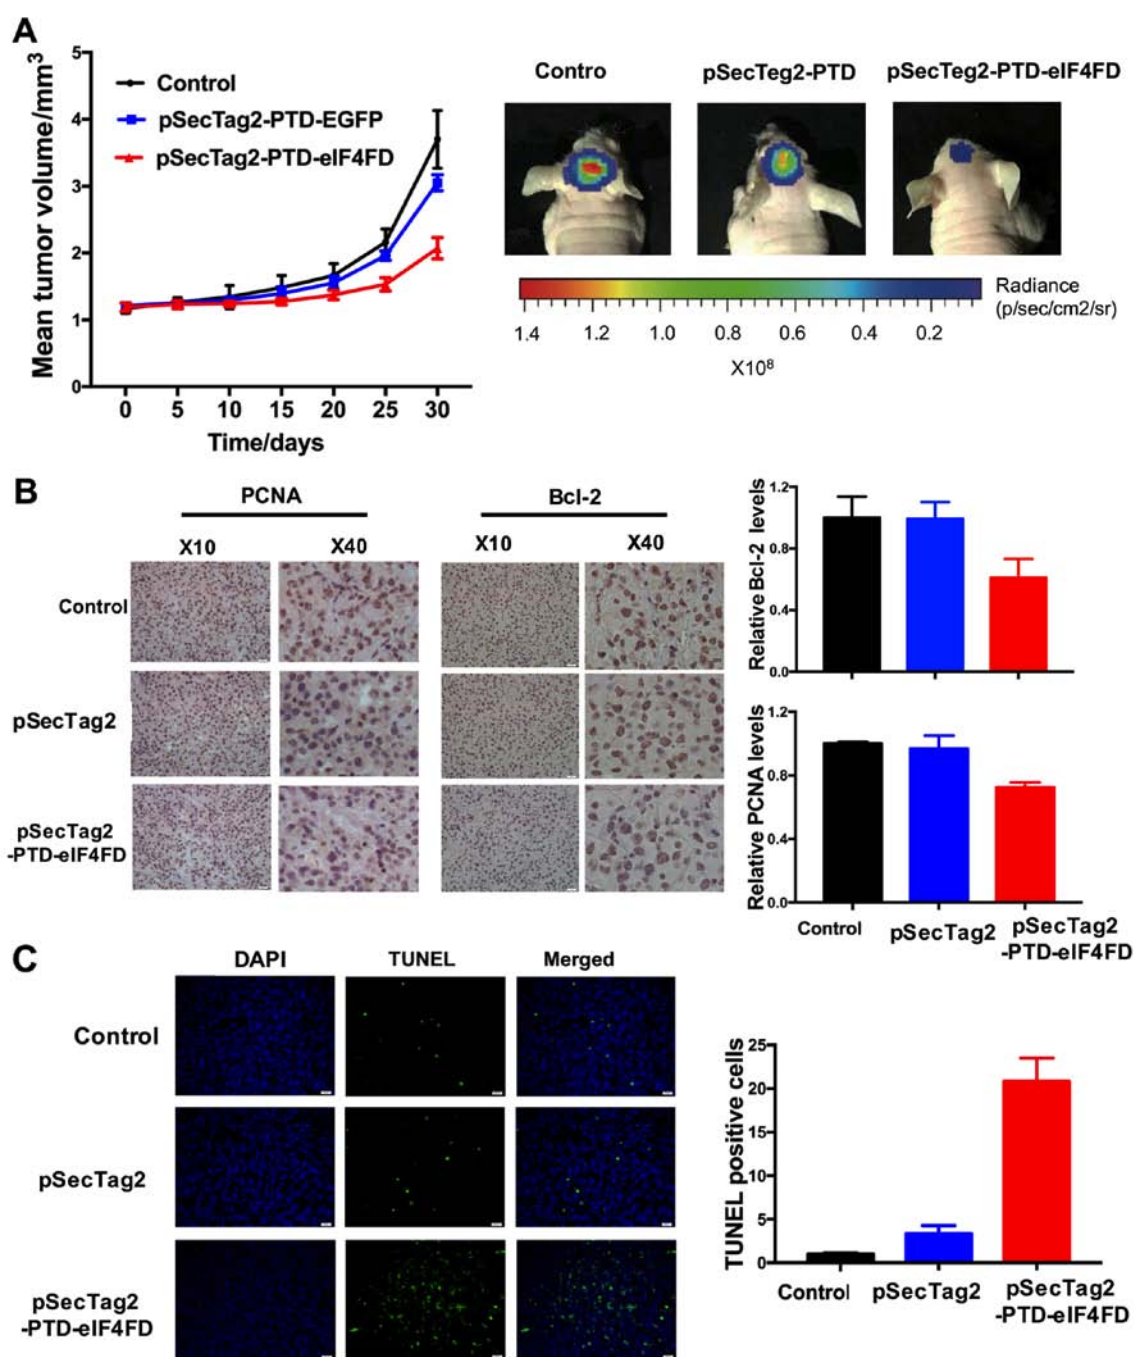 A
Mean tumor volume/mm3
5
4
3
2
1
0
Control
pSecTag2-PTD-EGFP
pSecTag2-PTD-eIF4FD
0 5 10 15 20 25 30
Time/days
Contro pSecTeg2-PTD pSecTeg2-PTD-eIF4FD
Radiance
(p/sec/cm2/sr)
1.4 1.2 1.0 0.8 0.6 0.4 0.2
X10⁸
B
PCNA Bcl-2
X10 X40 X10 X40
Control
pSecTag2
pSecTag2
-PTD-eIF4FD
Relative Bcl-2 levels
1.2
0.8
0.4
0.0
Relative PCNA levels
1.2
0.8
0.4
0.0
Control pSecTag2 pSecTag2
-PTD-eIF4FD
C
DAPI TUNEL Merged
Control
pSecTag2
pSecTag2
-PTD-eIF4FD
TUNEL positive cells
25
20
15
10
5
0
Control pSecTag2 pSecTag2
-PTD-eIF4FD